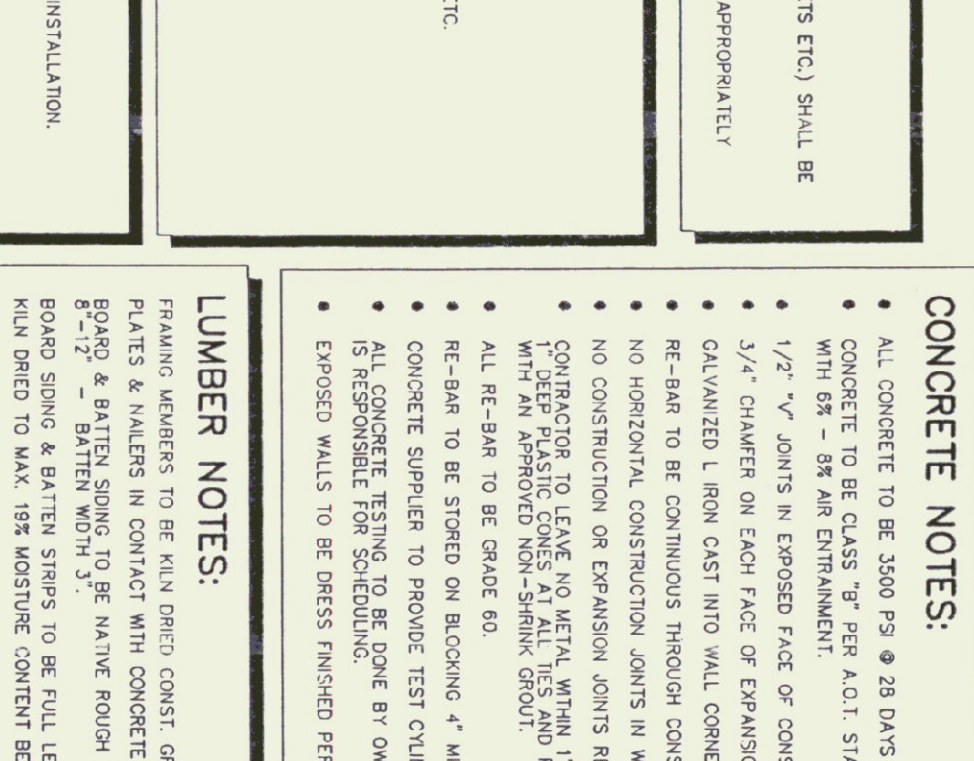 TS ETC.) SHALL BE
APPROPRIATELY
TC.
INSTALLATION.
CONCRETE NOTES:
• ALL CONCRETE TO BE 3500 PSI @ 28 DAYS
• CONCRETE TO BE CLASS "B" PER A.O.T. STA
WITH 6% - 8% AIR ENTRAINMENT.
• 1/2" "V" JOINTS IN EXPOSED FACE OF CONS
• 3/4" CHAMFER ON EACH FACE OF EXPANSIO
• GALVANIZED L IRON CAST INTO WALL CORNE
• RE-BAR TO BE CONTINUOUS THROUGH CONS
• NO HORIZONTAL CONSTRUCTION JOINTS IN W
• NO CONSTRUCTION OR EXPANSION JOINTS RE
• CONTRACTOR TO LEAVE NO METAL WITHIN 1"
1" DEEP PLASTIC CONES AT ALL TIES AND
WITH AN APPROVED NON-SHRINK GROUT.
• ALL RE-BAR TO BE GRADE 60.
• RE-BAR TO BE STORED ON BLOCKING 4" MI
• CONCRETE SUPPLIER TO PROVIDE TEST CYLI
• ALL CONCRETE TESTING TO BE DONE BY OW
IS RESPONSIBLE FOR SCHEDULING.
• EXPOSED WALLS TO BE DRESS FINISHED PER
LUMBER NOTES:
FRAMING MEMBERS TO BE KILN DRIED CONST. GR
PLATES & NAILERS IN CONTACT WITH CONCRETE
BOARD & BATTEN SIDING TO BE NATIVE ROUGH
8"-12" - BATTEN WIDTH 3".
BOARD SIDING & BATTEN STRIPS TO BE FULL LE
KILN DRIED TO MAX. 19% MOISTURE CONTENT BE